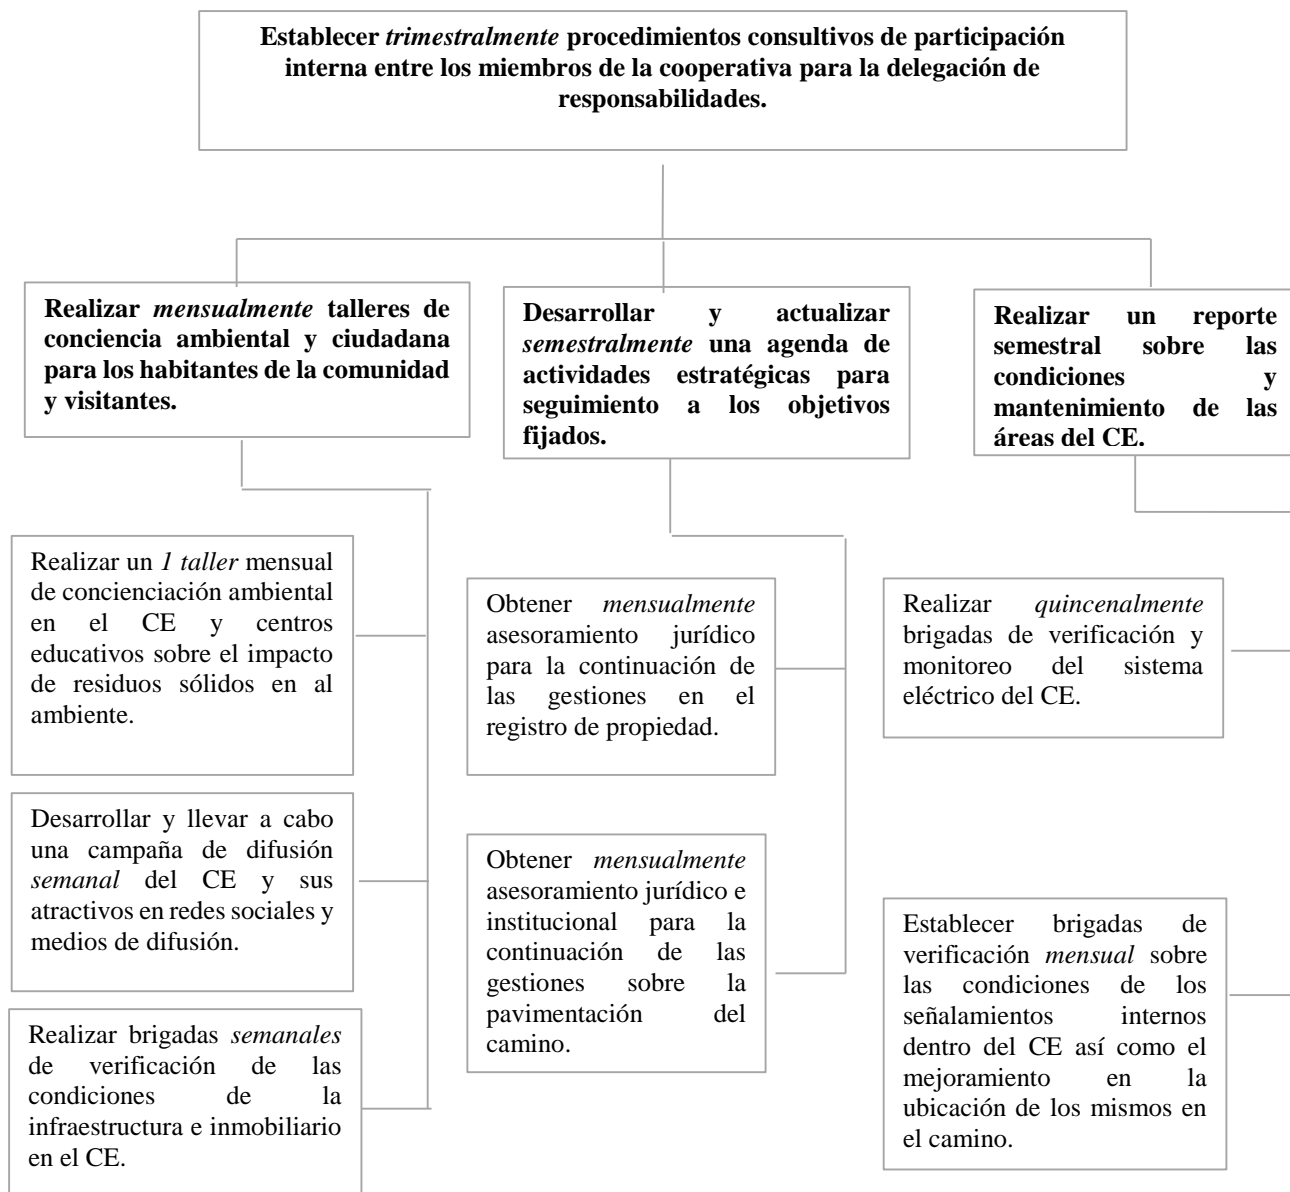 Establecer trimestralmente procedimientos consultivos de participación
interna entre los miembros de la cooperativa para la delegación de
responsabilidades.
Realizar mensualmente talleres de
conciencia ambiental y ciudadana
para los habitantes de la comunidad
y visitantes.
Desarrollar y actualizar
semestralmente una agenda de
actividades estratégicas para
seguimiento a los objetivos
fijados.
Realizar un reporte
semestral sobre las
condiciones y
mantenimiento de las
áreas del CE.
Realizar un 1 taller mensual
de concienciación ambiental
en el CE y centros
educativos sobre el impacto
de residuos sólidos en al
ambiente.
Obtener mensualmente
asesoramiento jurídico
para la continuación de
las gestiones en el
registro de propiedad.
Realizar quincenalmente
brigadas de verificación y
monitoreo del sistema
eléctrico del CE.
Desarrollar y llevar a cabo
una campaña de difusión
semanal del CE y sus
atractivos en redes sociales y
medios de difusión.
Obtener mensualmente
asesoramiento jurídico e
institucional para la
continuación de las
gestiones sobre la
pavimentación del
camino.
Establecer brigadas de
verificación mensual sobre
las condiciones de los
señalamientos internos
dentro del CE así como el
mejoramiento en la
ubicación de los mismos en
el camino.
Realizar brigadas semanales
de verificación de las
condiciones de la
infraestructura e inmobiliario
en el CE.